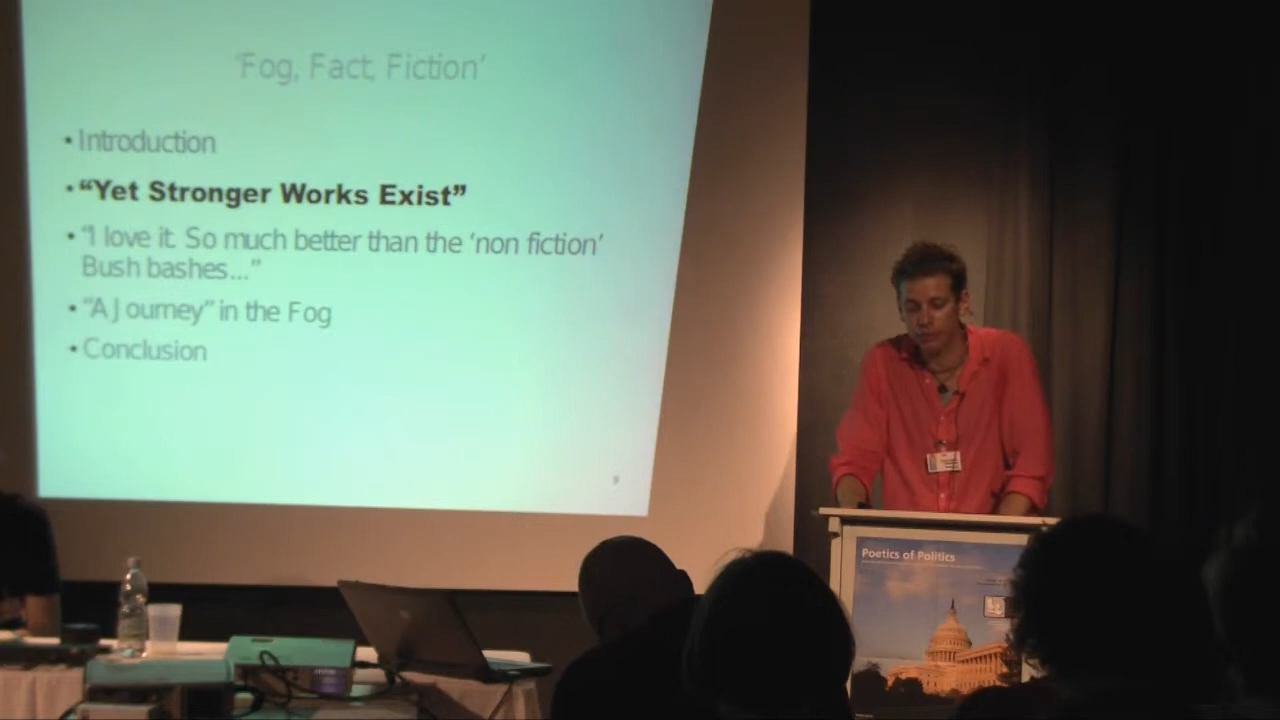 'Fog, Fact, Fiction'
• Introduction
• “Yet Stronger Works Exist”
• “I love it. So much better than the ‘non fiction’
Bush bashes...”
• “A Journey” in the Fog
• Conclusion
9
Poetics of Politics